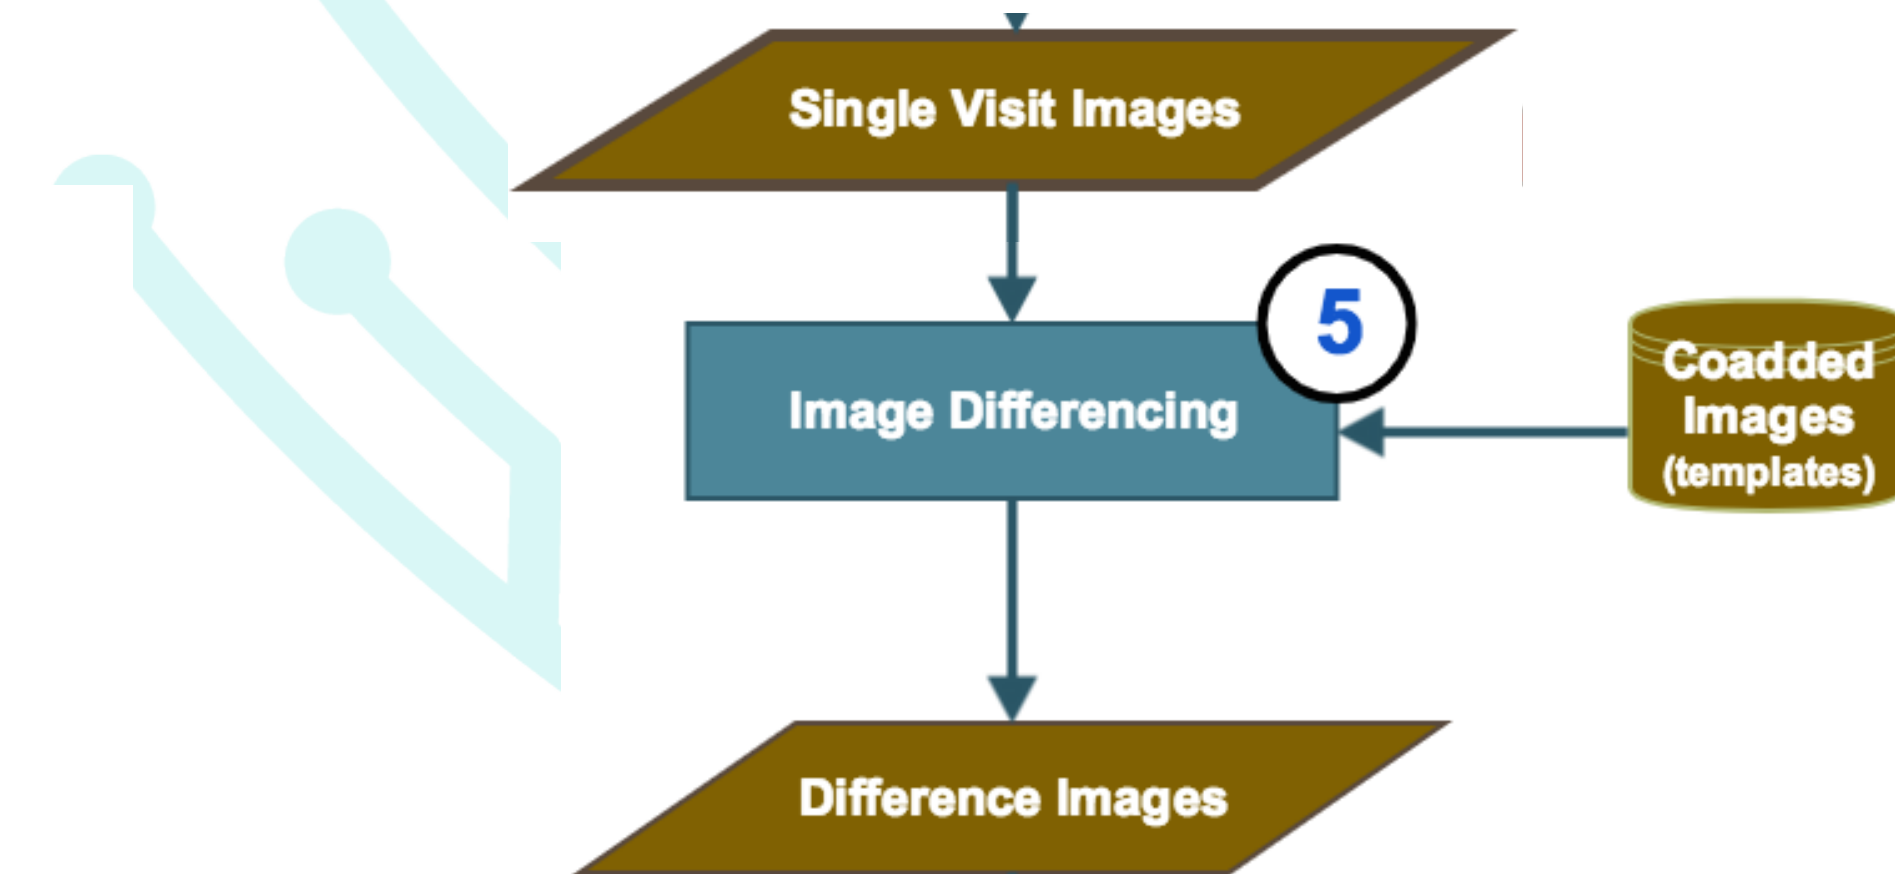 Single Visit Images
5
Image Differencing
Coadded
Images
(templates)
Difference Images